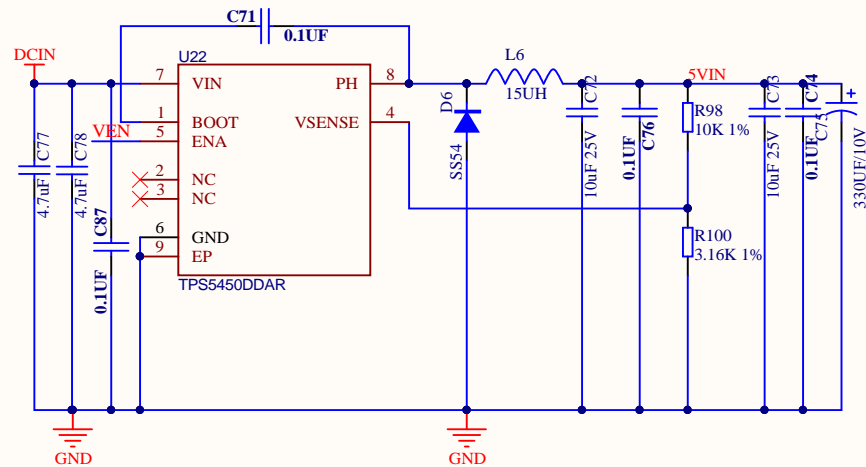 C71
0.1UF
DCIN
U22
7
VIN
PH
8
L6
15UH
5VIN
1
BOOT
VSENSE
4
VEN
5
ENA
2
NC
3
NC
6
GND
9
EP
TPS5450DDAR
C77
4.7uF
C78
4.7uF
C87
0.1UF
D6
SS54
C72
10uF 25V
C76
0.1UF
R98
10K 1%
R100
3.16K 1%
C73
10uF 25V
C74
0.1UF
C75
+
330UF/10V
GND
GND